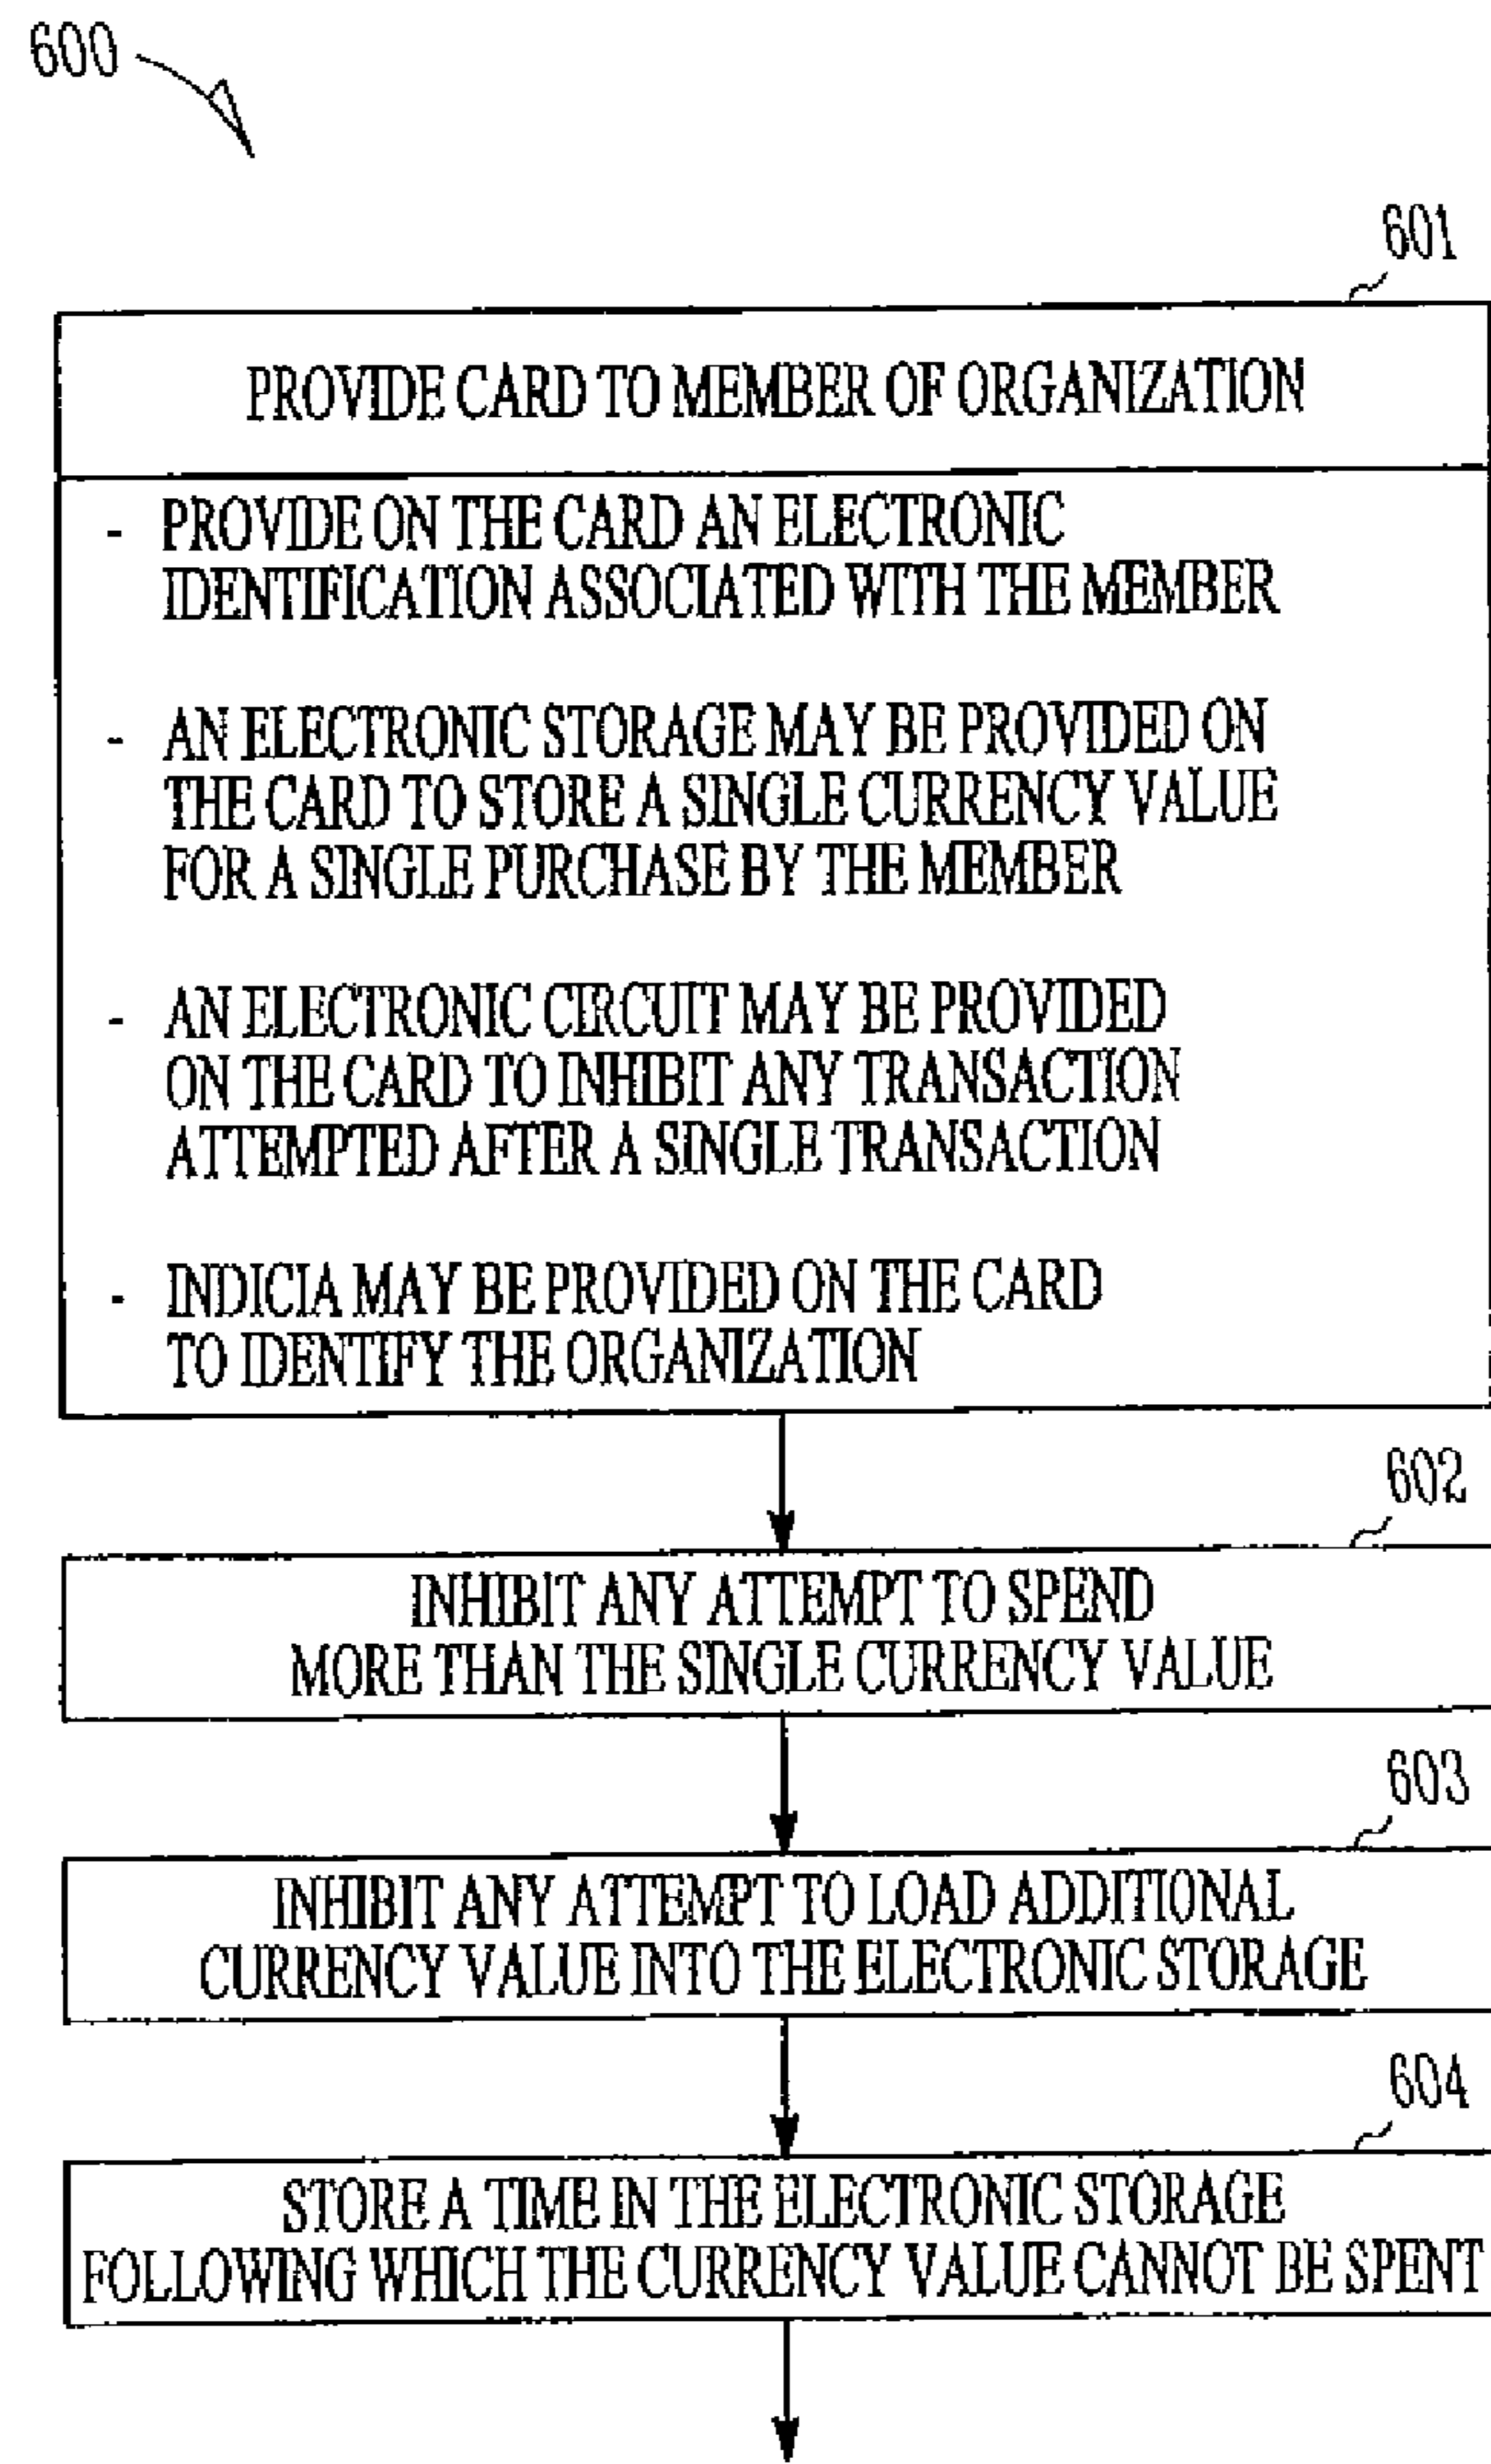 600
601
PROVIDE CARD TO MEMBER OF ORGANIZATION
- PROVIDE ON THE CARD AN ELECTRONIC
IDENTIFICATION ASSOCIATED WITH THE MEMBER
- AN ELECTRONIC STORAGE MAY BE PROVIDED ON
THE CARD TO STORE A SINGLE CURRENCY VALUE
FOR A SINGLE PURCHASE BY THE MEMBER
- AN ELECTRONIC CIRCUIT MAY BE PROVIDED
ON THE CARD TO INHIBIT ANY TRANSACTION
ATTEMPTED AFTER A SINGLE TRANSACTION
- INDICIA MAY BE PROVIDED ON THE CARD
TO IDENTIFY THE ORGANIZATION
602
INHIBIT ANY ATTEMPT TO SPEND
MORE THAN THE SINGLE CURRENCY VALUE
603
INHIBIT ANY ATTEMPT TO LOAD ADDITIONAL
CURRENCY VALUE INTO THE ELECTRONIC STORAGE
604
STORE A TIME IN THE ELECTRONIC STORAGE
FOLLOWING WHICH THE CURRENCY VALUE CANNOT BE SPENT